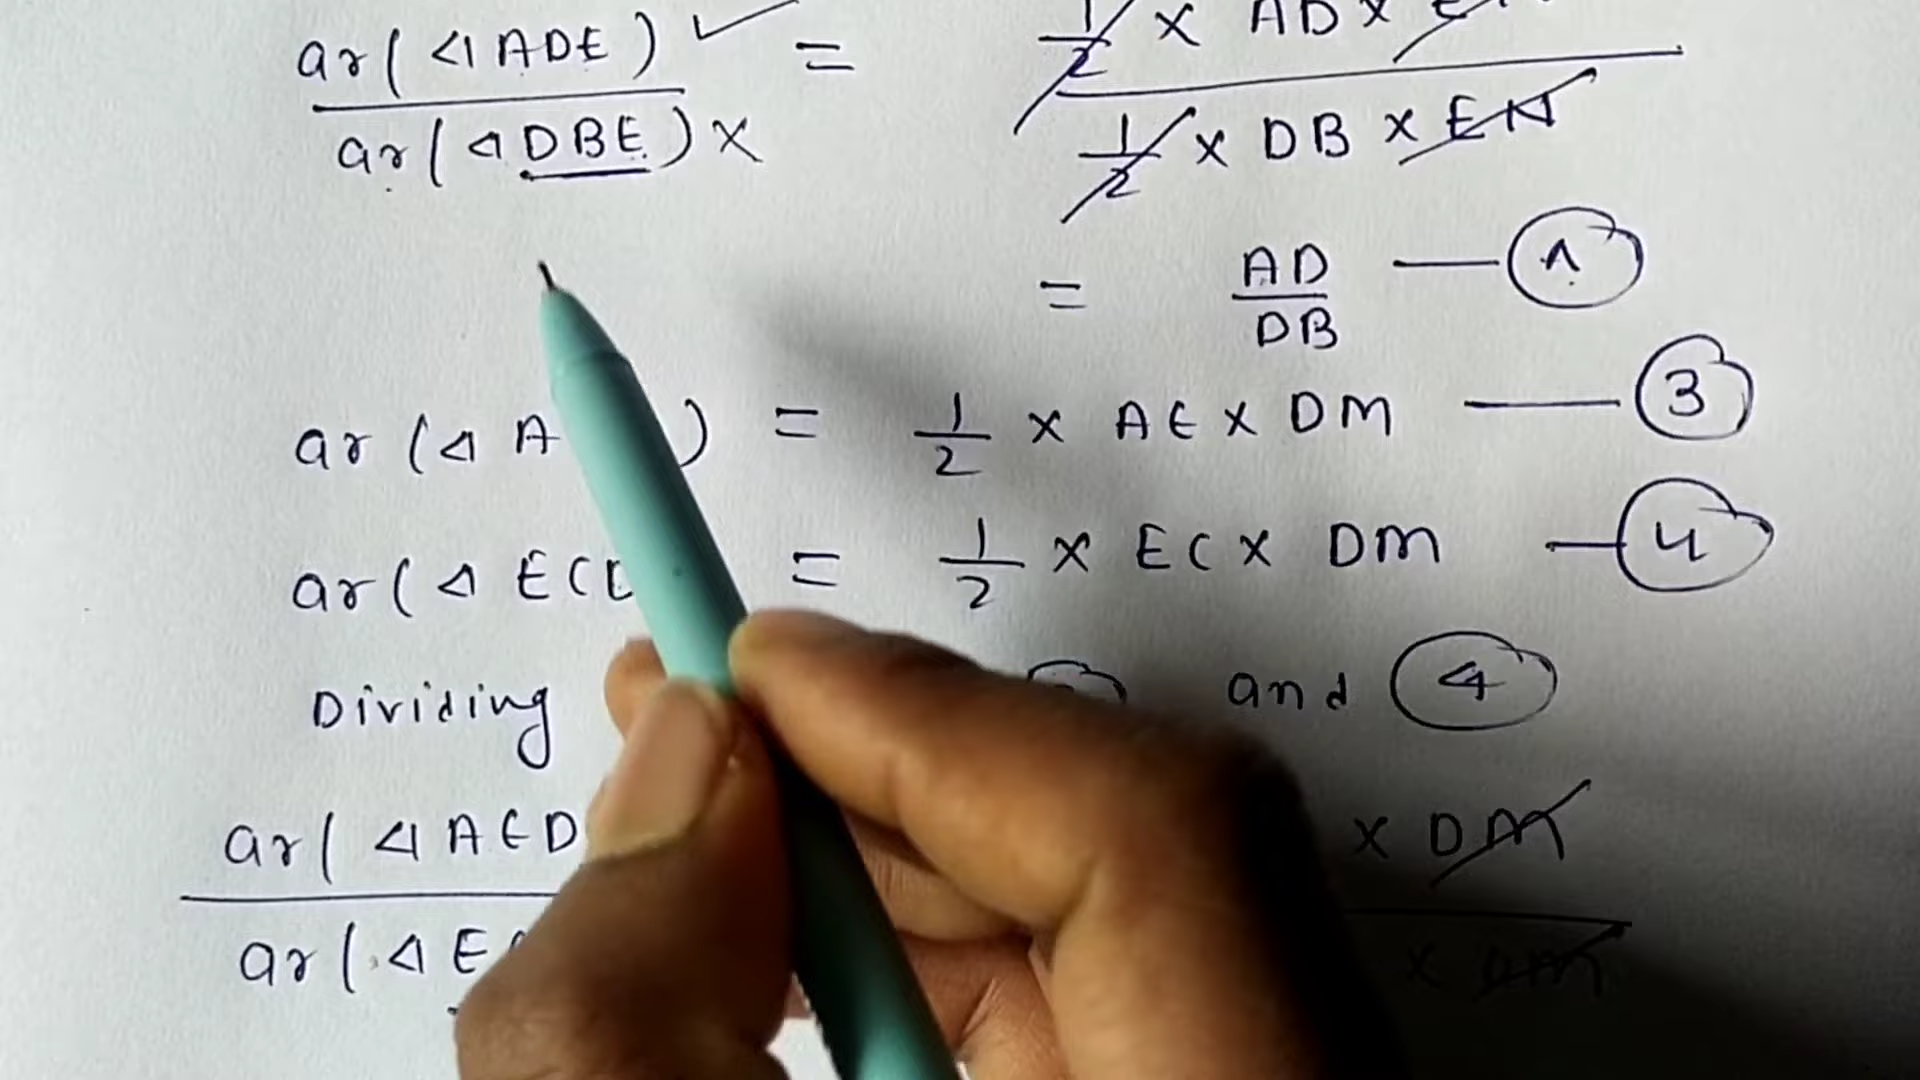 ar(△ADE) ✓ = 1/2 × AD ×
ar(△DBE) × 1/2 × DB × EN
= AD/DB — (1)
ar(△ A ) = 1/2 × AE × DM — (3)
ar(△ ECD = 1/2 × EC × DM — (4)
Dividing and (4)
ar(△AED × DM
ar(△E × DM